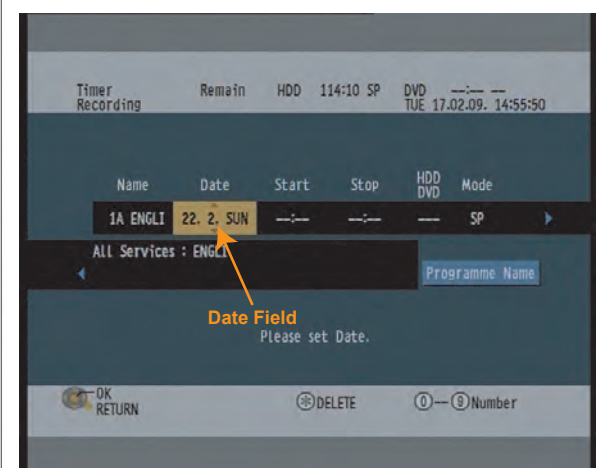 Timer Recording Remain HDD 114:10 SP DVD --:-- --
TUE 17.02.09. 14:55:50
Name Date Start Stop HDD DVD Mode
1A ENGLI 22. 2. SUN --:-- --:-- --- SP
All Services : ENGLI
Programme Name
Date Field
Please set Date.
OK
RETURN
DELETE
0--9 Number